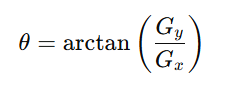 θ = arctan ( G_y / G_x )